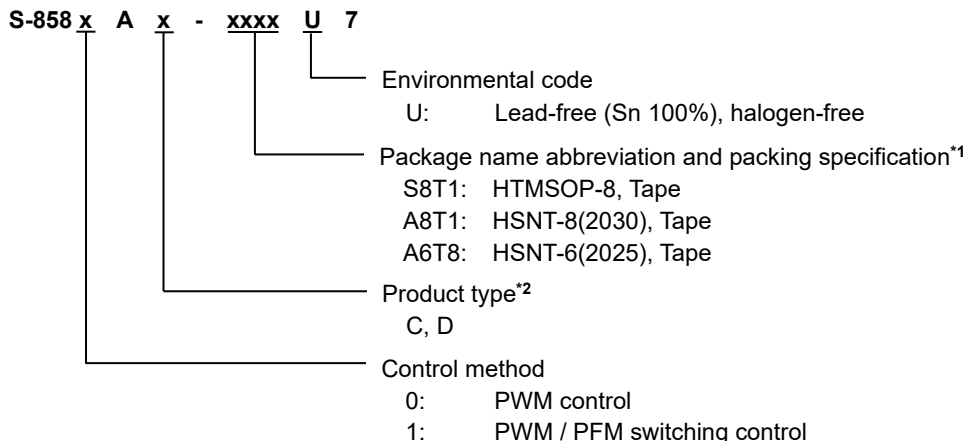 S-858 x A x - xxxx U 7
Environmental code
U: Lead-free (Sn 100%), halogen-free
Package name abbreviation and packing specification*1
S8T1: HTMSOP-8, Tape
A8T1: HSNT-8(2030), Tape
A6T8: HSNT-6(2025), Tape
Product type*2
C, D
Control method
0: PWM control
1: PWM / PFM switching control